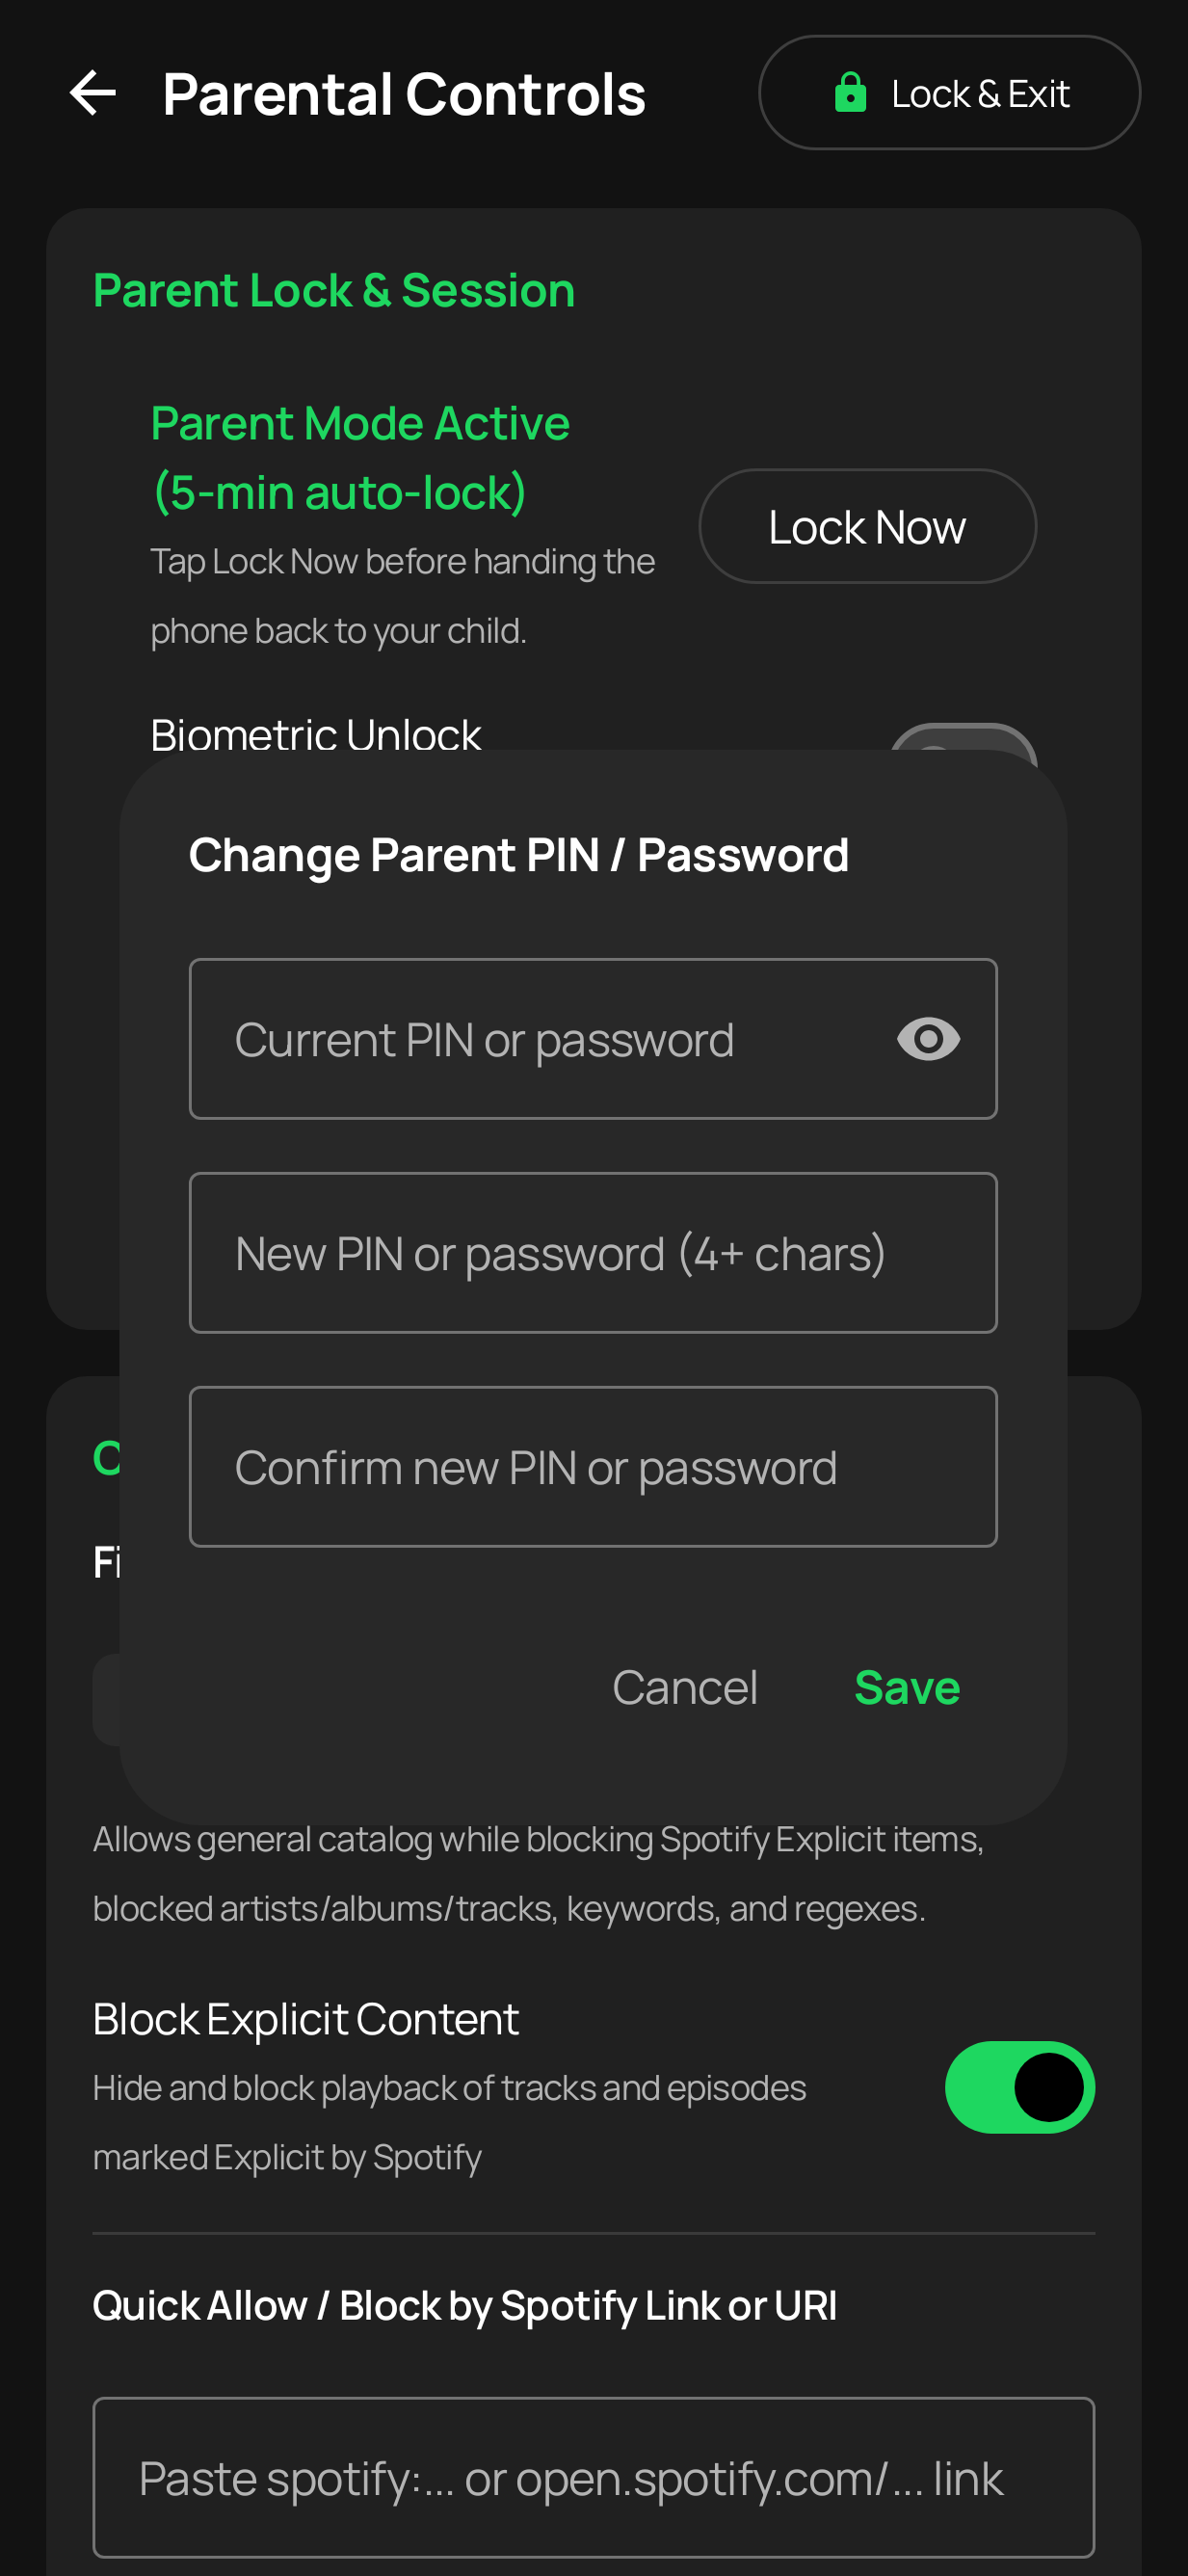 Parental Controls
Lock & Exit
Parent Lock & Session
Parent Mode Active
(5-min auto-lock)
Tap Lock Now before handing the
phone back to your child.
Lock Now
Biometric Unlock
Change Parent PIN / Password
Current PIN or password
New PIN or password (4+ chars)
Confirm new PIN or password
Cancel
Save
Allows general catalog while blocking Spotify Explicit items,
blocked artists/albums/tracks, keywords, and regexes.
Block Explicit Content
Hide and block playback of tracks and episodes
marked Explicit by Spotify
Quick Allow / Block by Spotify Link or URI
Paste spotify:... or open.spotify.com/... link